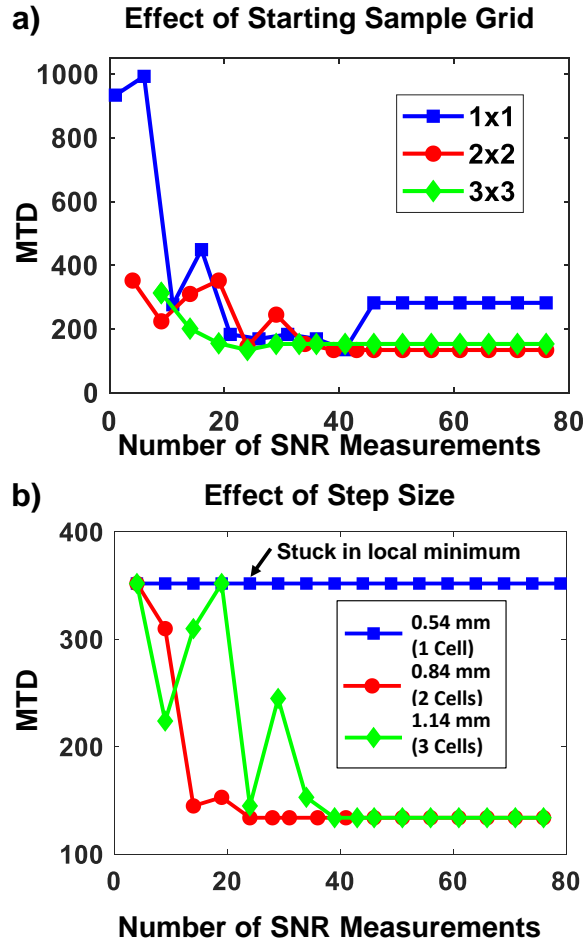 a)
Effect of Starting Sample Grid
1000
800
600
400
200
0
MTD
1x1
2x2
3x3
0
20
40
60
80
Number of SNR Measurements
b)
Effect of Step Size
400
300
200
100
MTD
Stuck in local minimum
0.54 mm
(1 Cell)
0.84 mm
(2 Cells)
1.14 mm
(3 Cells)
0
20
40
60
80
Number of SNR Measurements